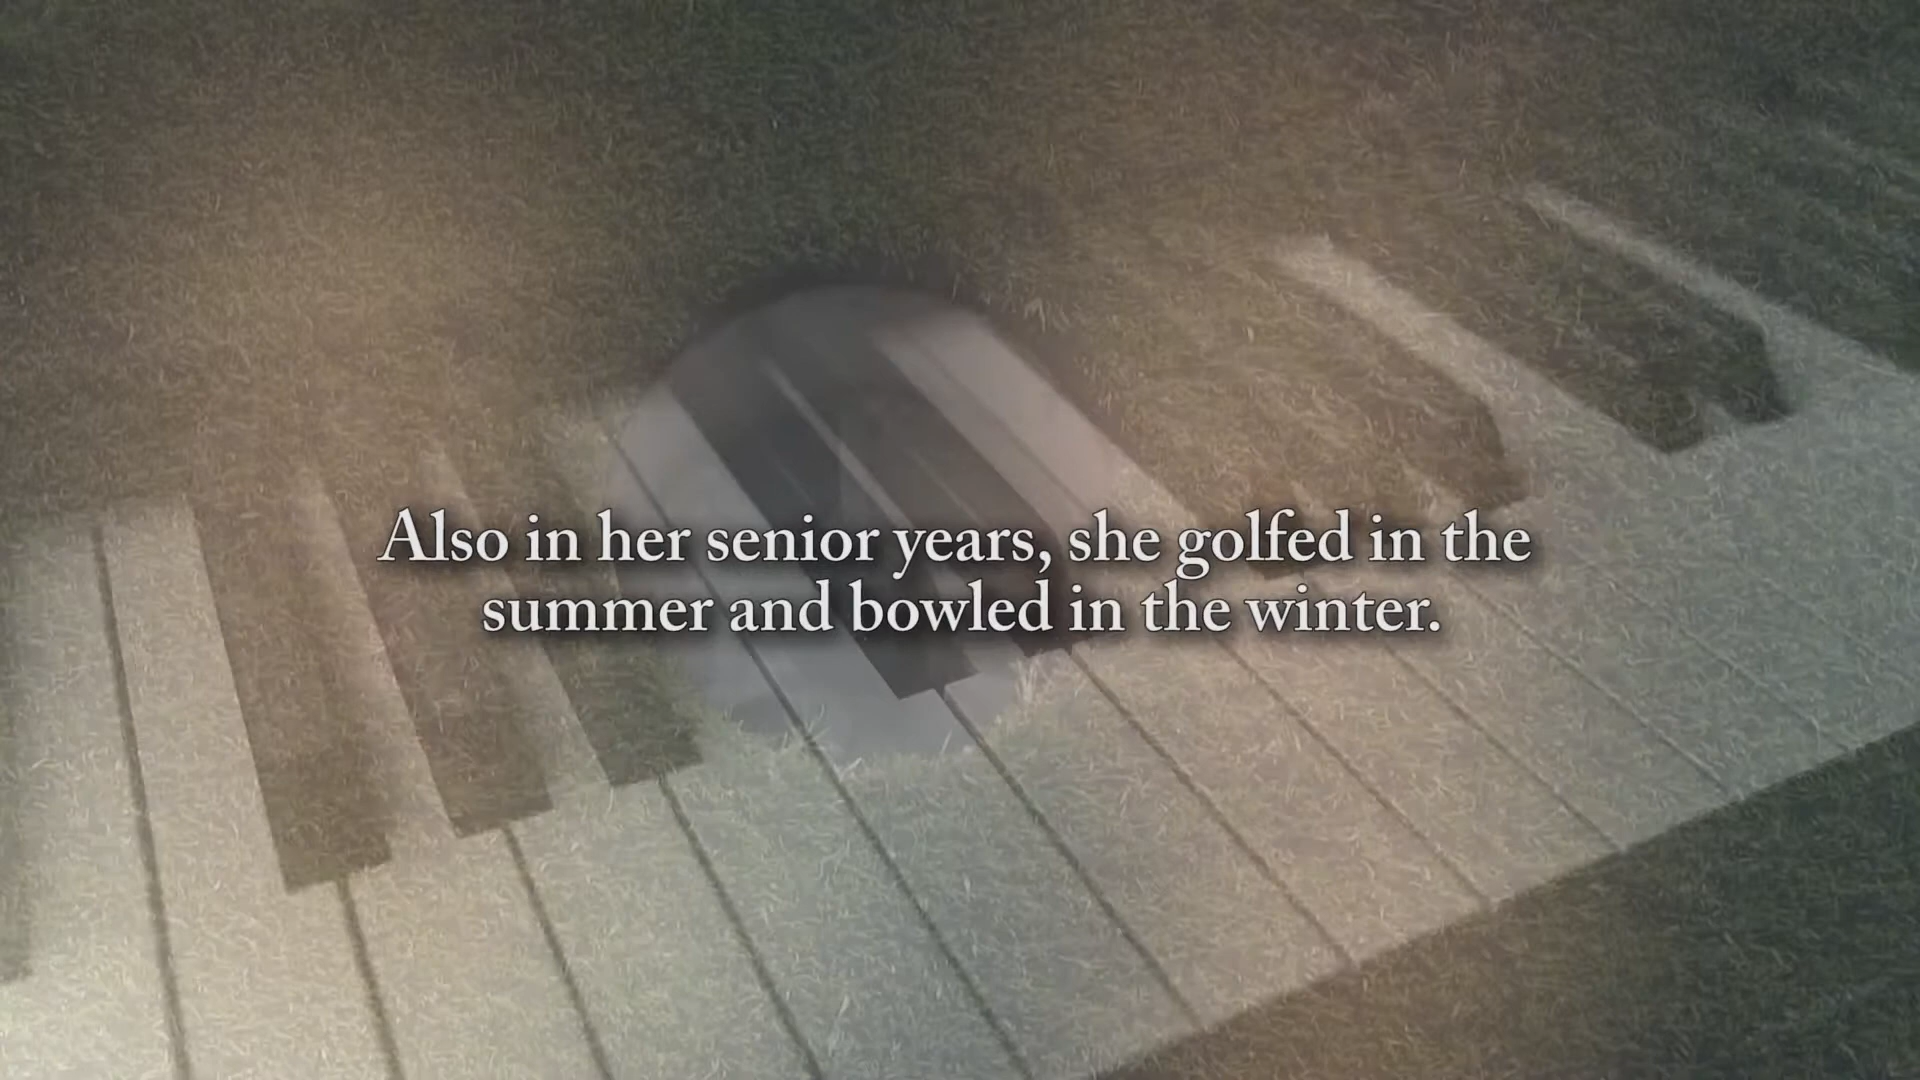 Also in her senior years, she golfed in the
summer and bowled in the winter.